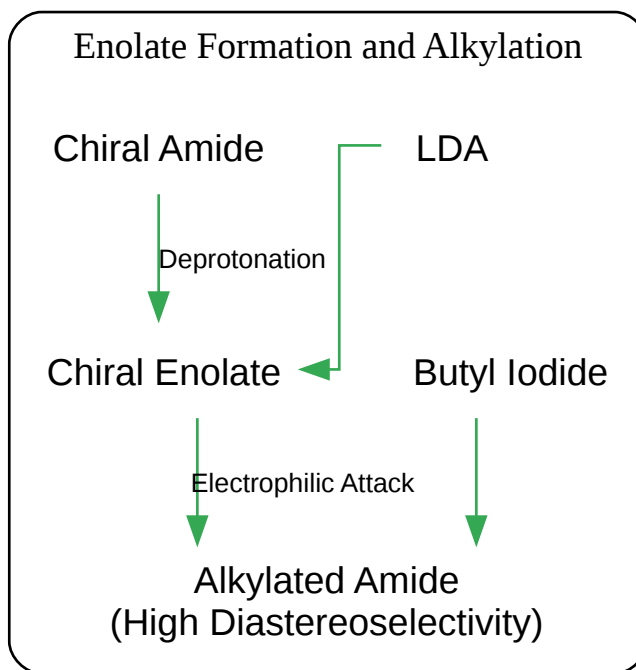 Enolate Formation and Alkylation
Chiral Amide
LDA
Deprotonation
Chiral Enolate
Butyl Iodide
Electrophilic Attack
Alkylated Amide
(High Diastereoselectivity)